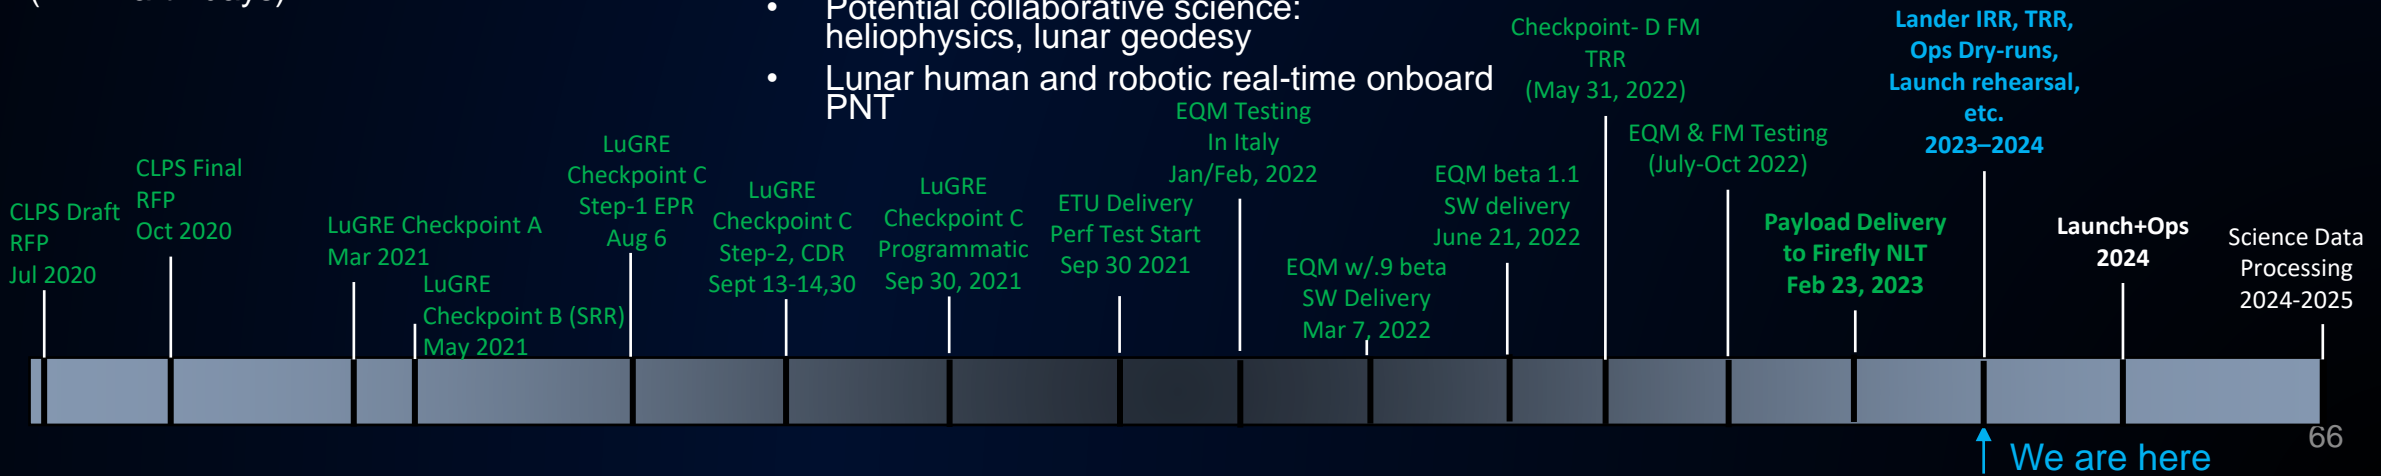 • Potential collaborative science:
heliophysics, lunar geodesy
• Lunar human and robotic real-time onboard
PNT
CLPS Draft
RFP
Jul 2020
CLPS Final
RFP
Oct 2020
LuGRE Checkpoint A
Mar 2021
LuGRE
Checkpoint B (SRR)
May 2021
LuGRE
Checkpoint C
Step-1 EPR
Aug 6
LuGRE
Checkpoint C
Step-2, CDR
Sept 13-14,30
LuGRE
Checkpoint C
Programmatic
Sep 30, 2021
ETU Delivery
Perf Test Start
Sep 30 2021
EQM Testing
In Italy
Jan/Feb, 2022
EQM w/.9 beta
SW Delivery
Mar 7, 2022
EQM beta 1.1
SW delivery
June 21, 2022
Checkpoint- D FM
TRR
(May 31, 2022)
EQM & FM Testing
(July-Oct 2022)
Payload Delivery
to Firefly NLT
Feb 23, 2023
Lander IRR, TRR,
Ops Dry-runs,
Launch rehearsal,
etc.
2023–2024
Launch+Ops
2024
Science Data
Processing
2024-2025
We are here
66